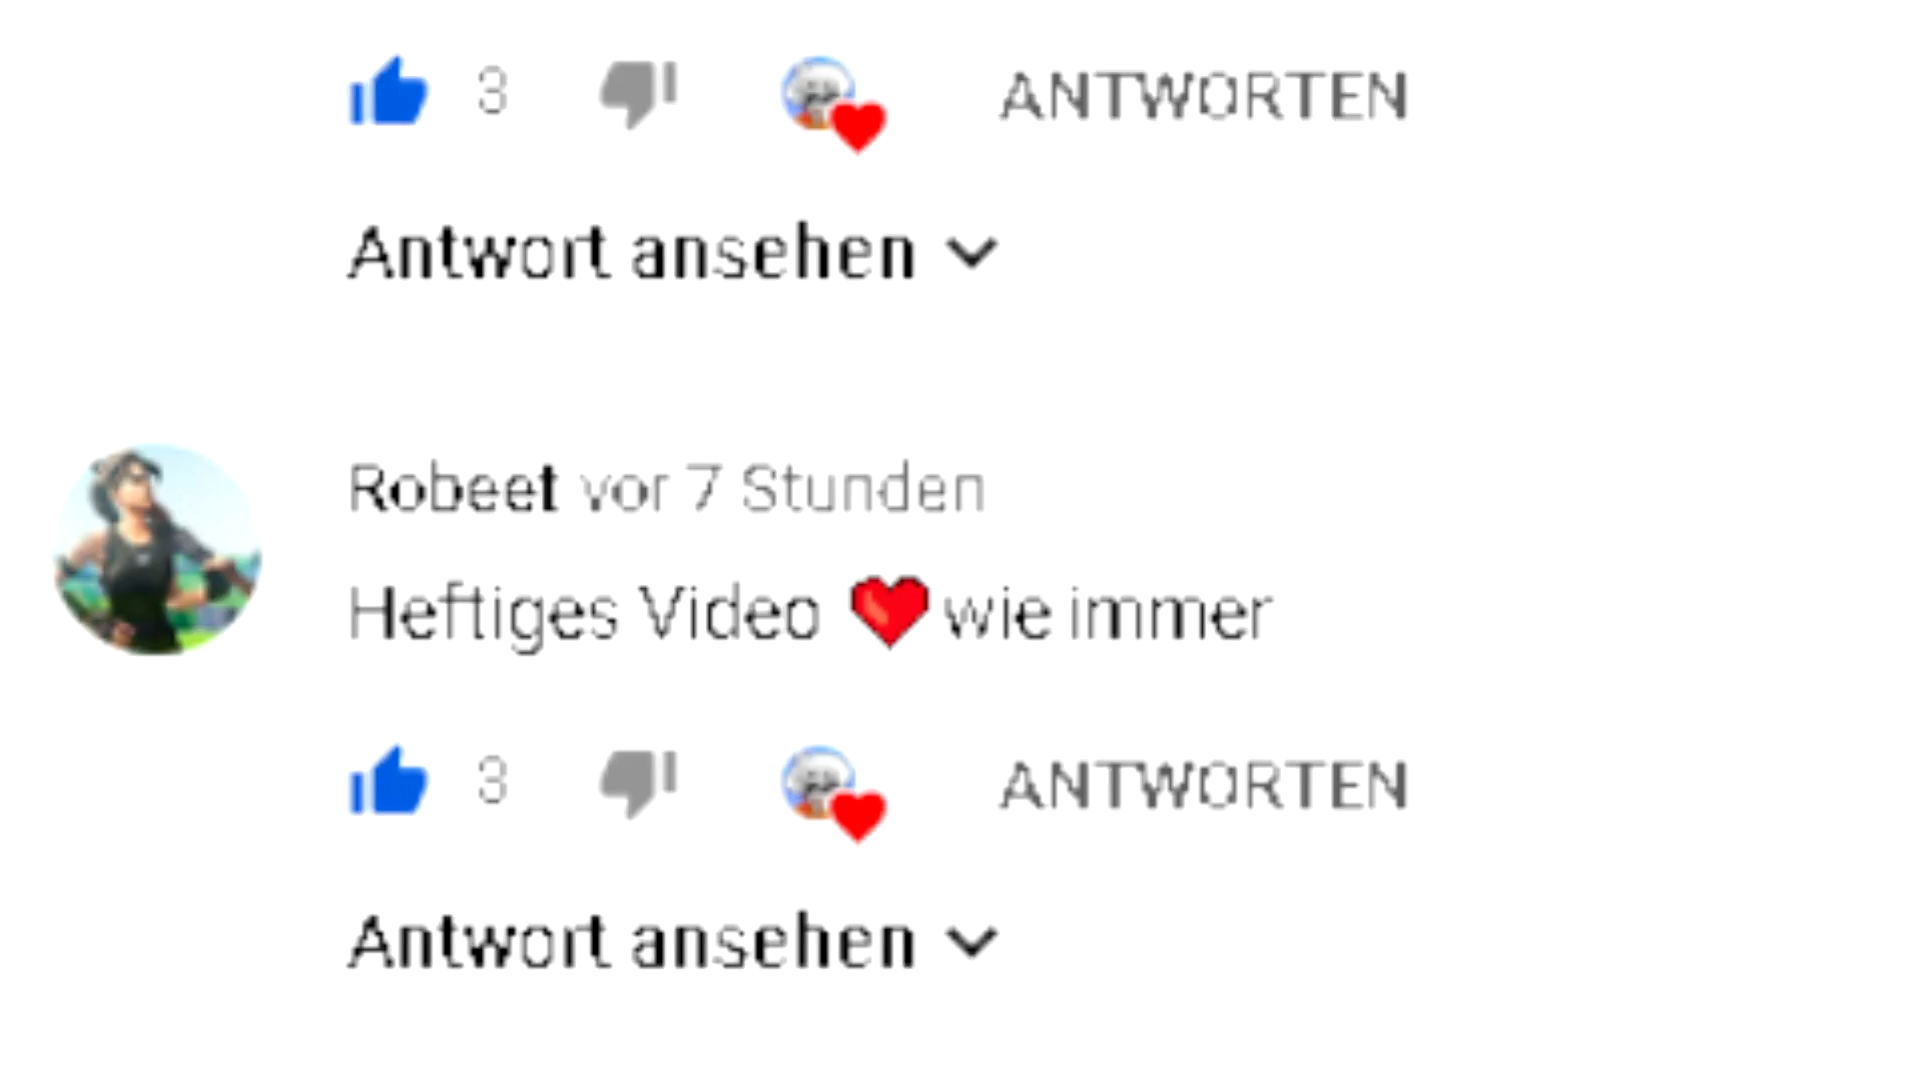 3 ANTWORTEN
Antwort ansehen
Robeet vor 7 Stunden
Heftiges Video ❤ wie immer
3 ANTWORTEN
Antwort ansehen